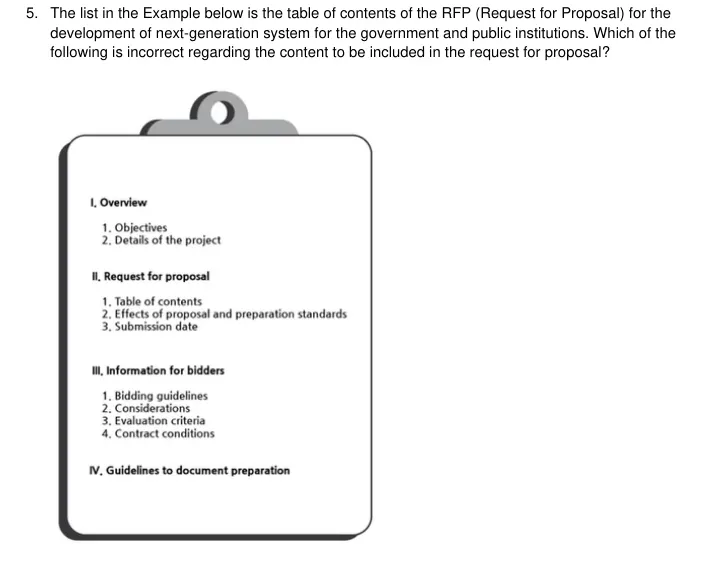 5. The list in the Example below is the table of contents of the RFP (Request for Proposal) for the
development of next-generation system for the government and public institutions. Which of the
following is incorrect regarding the content to be included in the request for proposal?
I. Overview
1. Objectives
2. Details of the project
II. Request for proposal
1. Table of contents
2. Effects of proposal and preparation standards
3. Submission date
III. Information for bidders
1. Bidding guidelines
2. Considerations
3. Evaluation criteria
4. Contract conditions
IV. Guidelines to document preparation